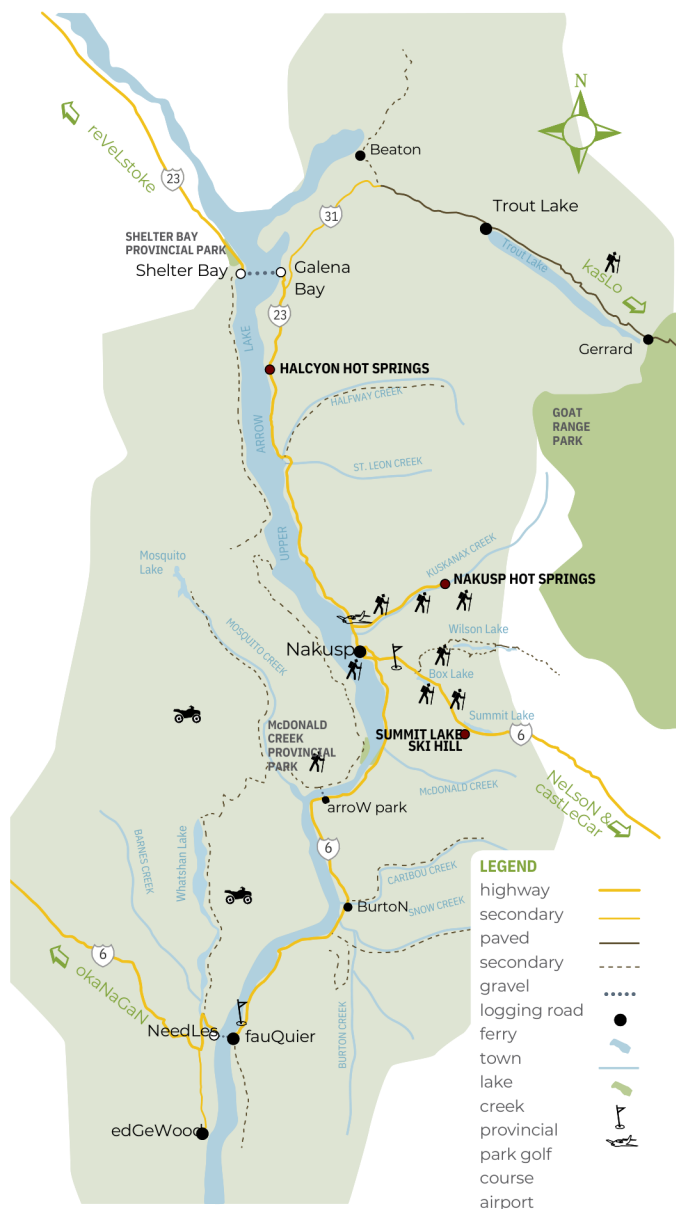 N
Beaton
reVeLstoke
23
Trout Lake
31
SHELTER BAY
PROVINCIAL PARK
Trout Lake
kasLo
Shelter Bay
Galena
Bay
23
LAKE
Gerrard
HALCYON HOT SPRINGS
HALFWAY CREEK
GOAT
RANGE
PARK
ARROW
ST. LEON CREEK
UPPER
Mosquito
Lake
KUSKANAX CREEK
NAKUSP HOT SPRINGS
MOSQUITO CREEK
Wilson Lake
Nakusp
Box Lake
Summit Lake
McDONALD
CREEK
PROVINCIAL
PARK
SUMMIT LAKE
SKI HILL
6
NeLsoN &
castLeGar
McDONALD CREEK
arroW park
BARNES CREEK
Whatshan Lake
6
CARIBOU CREEK
BurtoN
SNOW CREEK
6
okaNaGaN
NeedLes
fauQuier
BURTON CREEK
edGeWood
LEGEND
highway
secondary
paved
secondary
gravel
logging road
ferry
town
lake
creek
provincial
park golf
course
airport